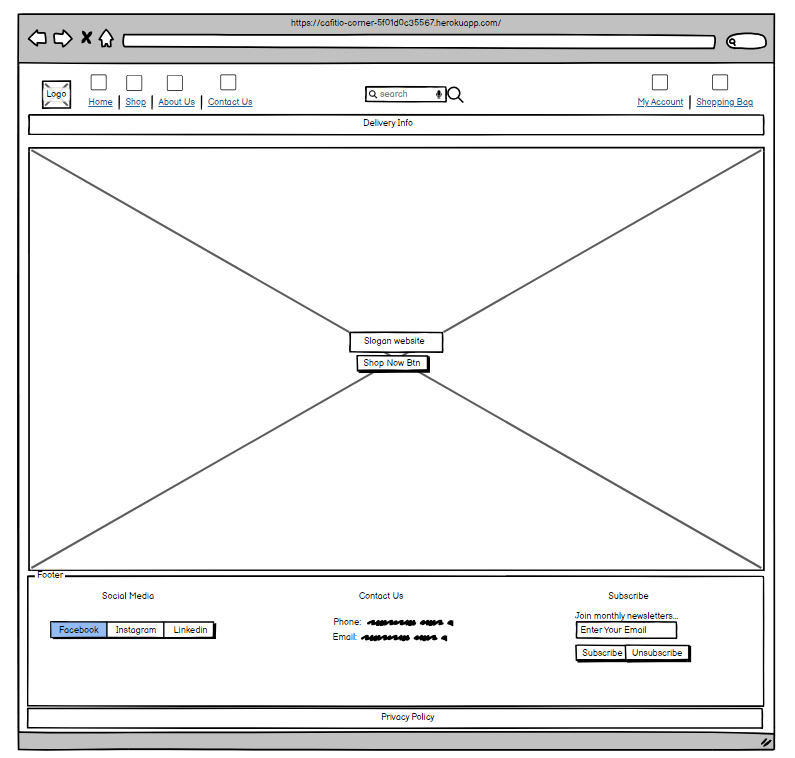 https://cafitio-corner-5f01d0c35567.herokuapp.com/
Logo
Home | Shop | About Us | Contact Us
search
My Account | Shopping Bag
Delivery Info
Slogan website
Shop Now Btn
Footer
Social Media
Facebook Instagram Linkedin
Contact Us
Phone:
Email:
Subscribe
Join monthly newsletters...
Enter Your Email
Subscribe Unsubscribe
Privacy Policy